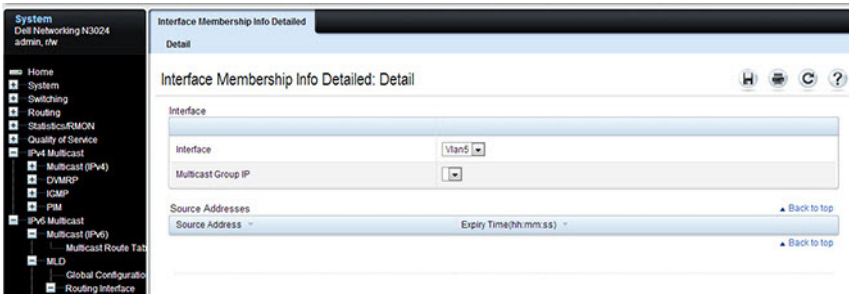 System
Dell Networking N3024
admin, r/w
Home
System
Switching
Routing
Statistics/RMON
Quality of Service
IPv4 Multicast
Multicast (IPv4)
DVMRP
IGMP
PIM
IPv6 Multicast
Multicast (IPv6)
Multicast Route Tab
MLD
Global Configuratio
Routing Interface
Interface Membership Info Detailed
Detail
Interface Membership Info Detailed: Detail
Interface
Interface
Vlan5
Multicast Group IP
Source Addresses
Back to top
Source Address
Expiry Time(hh:mm:ss)
Back to top